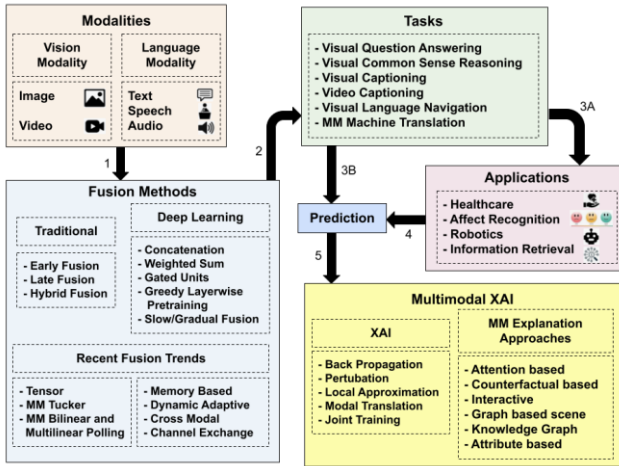 Modalities
Vision
Modality
Language
Modality
Image
Video
Text
Speech
Audio
1
Fusion Methods
Traditional
- Early Fusion
- Late Fusion
- Hybrid Fusion
Deep Learning
- Concatenation
- Weighted Sum
- Gated Units
- Greedy Layerwise
Pretraining
- Slow/Gradual Fusion
Recent Fusion Trends
- Tensor
- MM Tucker
- MM Bilinear and
Multilinear Polling
- Memory Based
- Dynamic Adaptive
- Cross Modal
- Channel Exchange
2
Tasks
- Visual Question Answering
- Visual Common Sense Reasoning
- Visual Captioning
- Video Captioning
- Visual Language Navigation
- MM Machine Translation
3A
3B
Applications
- Healthcare
- Affect Recognition
- Robotics
- Information Retrieval
4
Prediction
5
Multimodal XAI
XAI
- Back Propagation
- Pertubation
- Local Approximation
- Modal Translation
- Joint Training
MM Explanation
Approaches
- Attention based
- Counterfactual based
- Interactive
- Graph based scene
- Knowledge Graph
- Attribute based